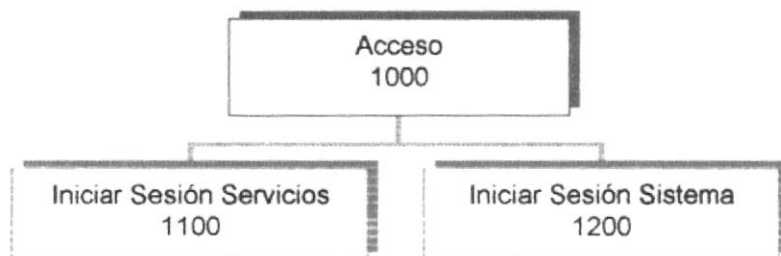 Acceso
1000
Iniciar Sesión Servicios
1100
Iniciar Sesión Sistema
1200